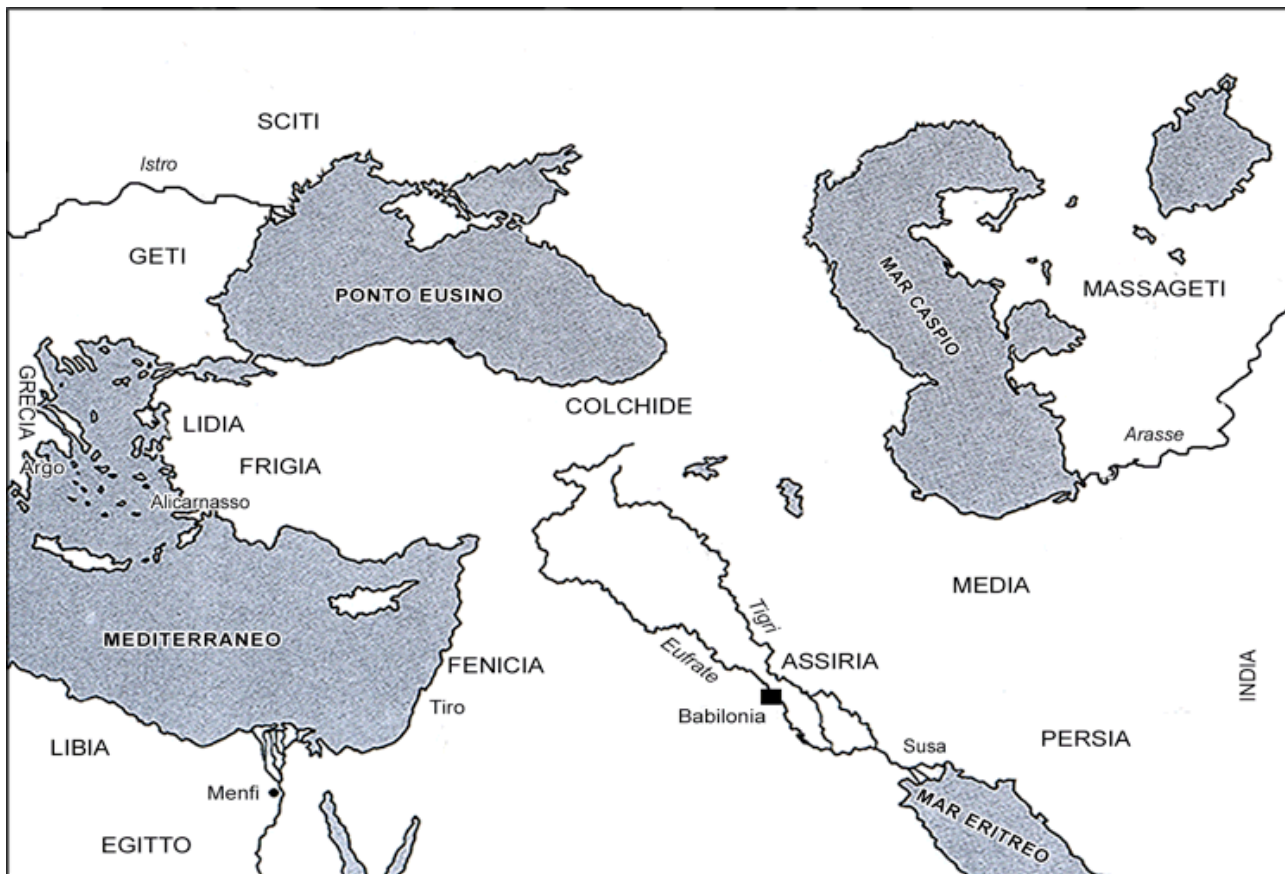 SCITI
Istro
GETI
PONTO EUSINO
MAR CASPIO
MASSAGETI
GRECIA
LIDIA
COLCHIDE
Arasse
FRIGIA
Argo
Alicarnasso
MEDIA
Tigri
MEDITERRANEO
Eufrate
FENICIA
ASSIRIA
INDIA
Tiro
Babilonia
LIBIA
Susa
PERSIA
Menfi
MAR ERITREO
EGITTO